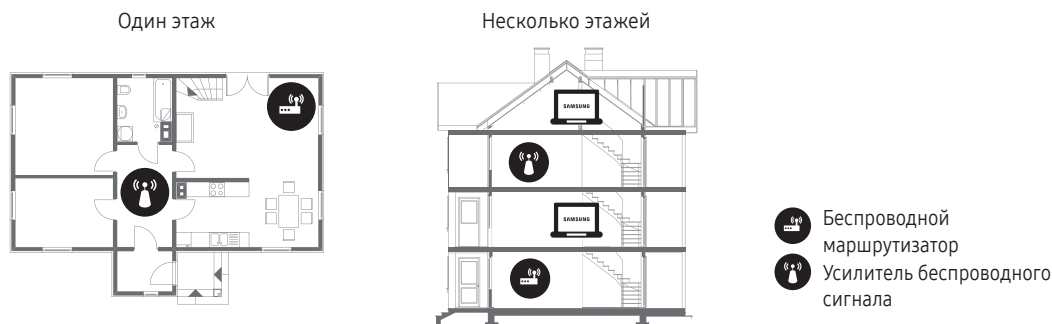 Один этаж
Несколько этажей
SAMSUNG
SAMSUNG
Беспроводной
маршрутизатор
Усилитель беспроводного
сигнала